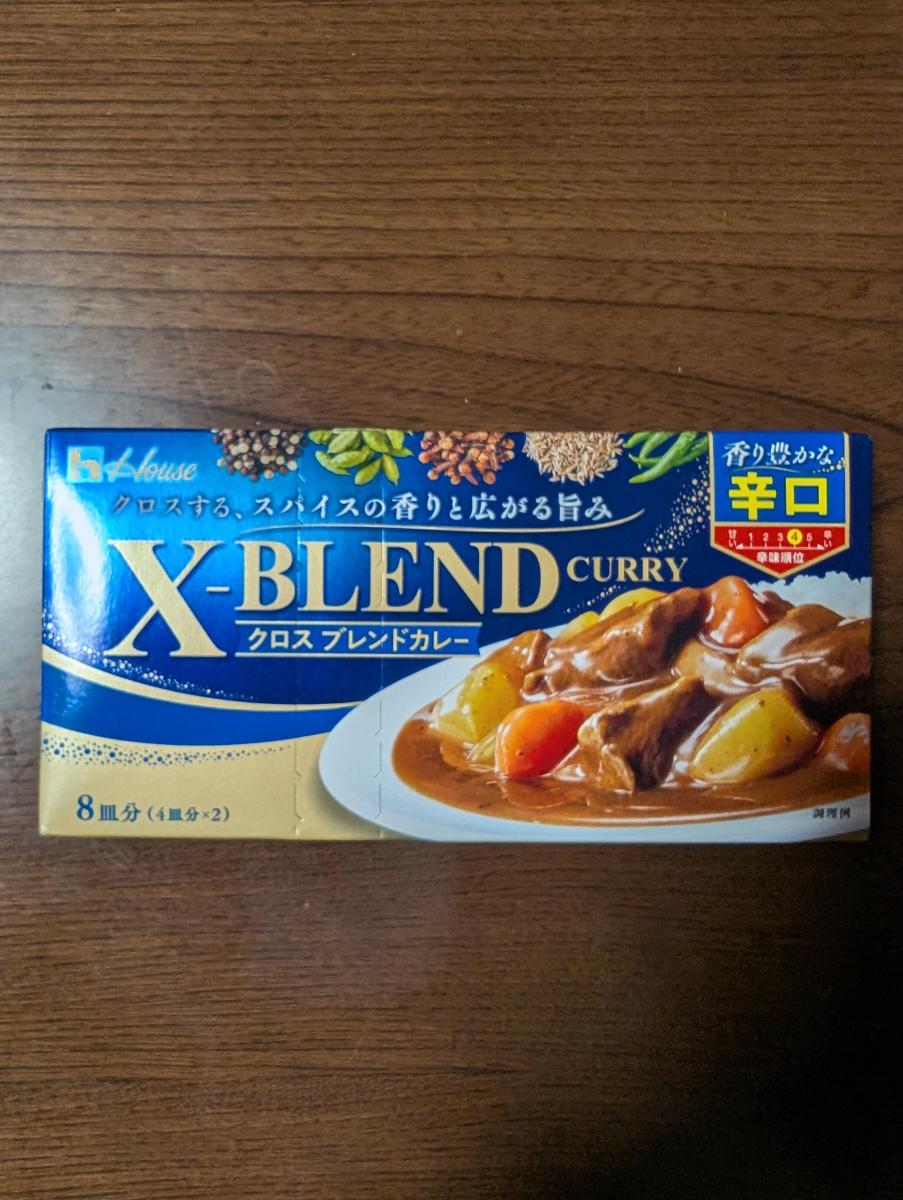 House
クロスする、スパイスの香りと広がる旨み
X-BLEND CURRY
クロス ブレンドカレー
香り豊かな
辛口
甘い 1 2 3 4 5 辛い
辛味順位
8皿分(4皿分×2)
調理例